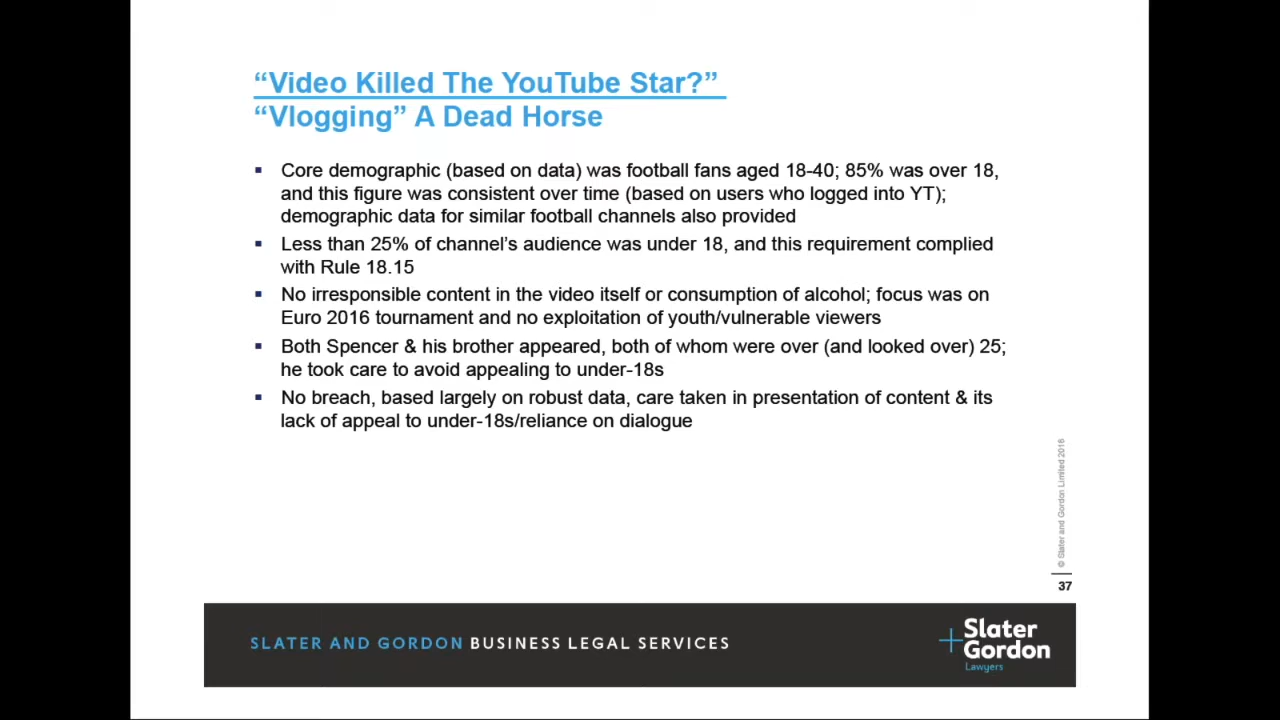 “Video Killed The YouTube Star?”
“Vlogging” A Dead Horse
▪ Core demographic (based on data) was football fans aged 18-40; 85% was over 18,
and this figure was consistent over time (based on users who logged into YT);
demographic data for similar football channels also provided
▪ Less than 25% of channel’s audience was under 18, and this requirement complied
with Rule 18.15
▪ No irresponsible content in the video itself or consumption of alcohol; focus was on
Euro 2016 tournament and no exploitation of youth/vulnerable viewers
▪ Both Spencer & his brother appeared, both of whom were over (and looked over) 25;
he took care to avoid appealing to under-18s
▪ No breach, based largely on robust data, care taken in presentation of content & its
lack of appeal to under-18s/reliance on dialogue
© Slater and Gordon Limited 2016
37
SLATER AND GORDON BUSINESS LEGAL SERVICES
Slater
Gordon
Lawyers